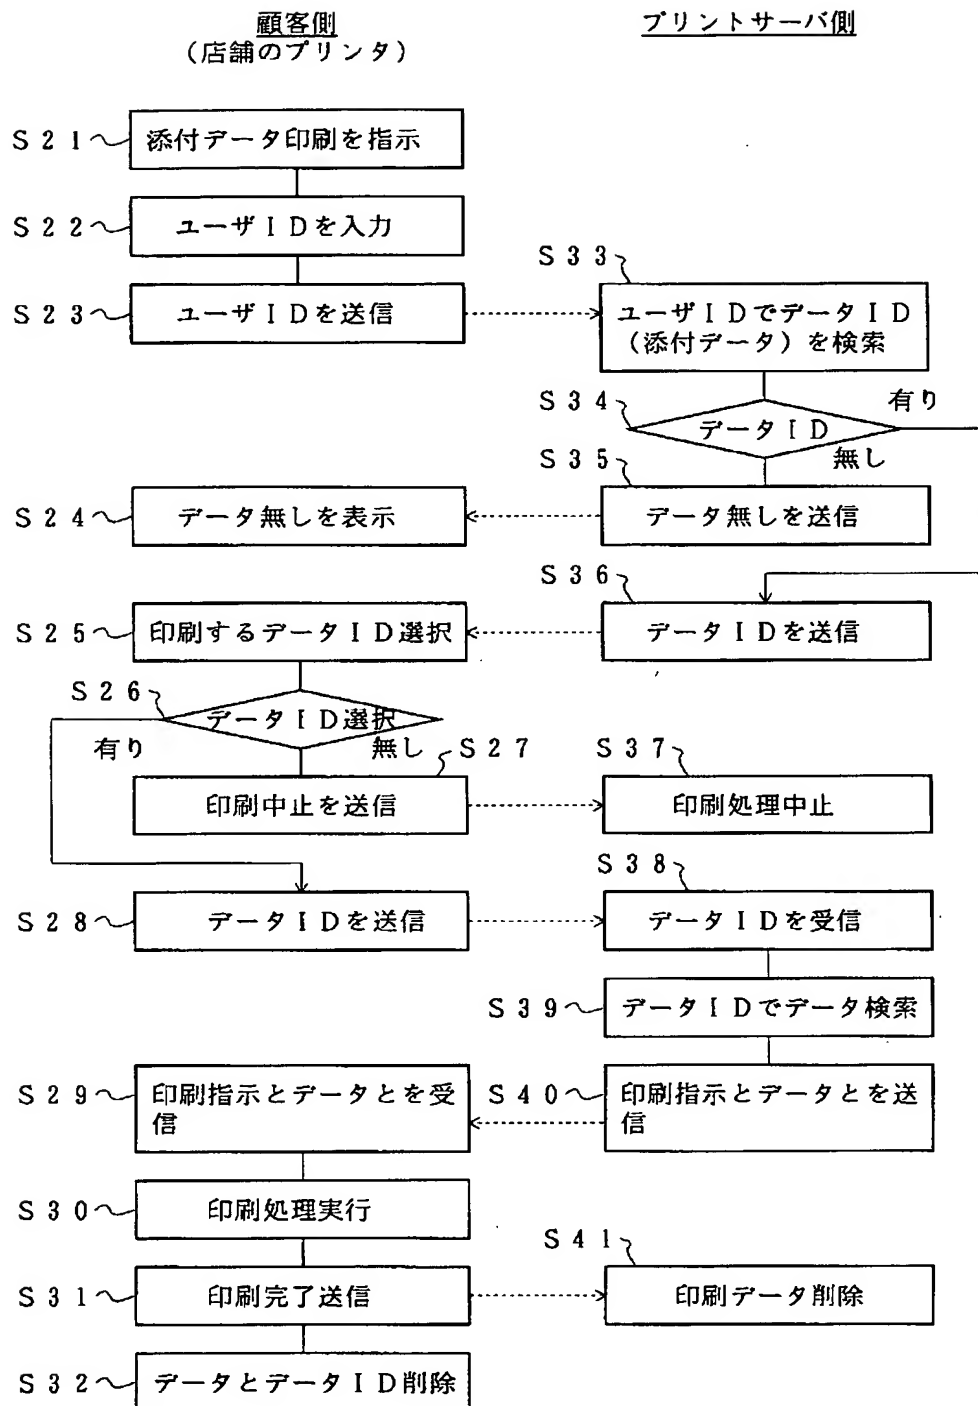 顧客側
(店舗のプリンタ)
プリントサーバ側
S21
添付データ印刷を指示
S22
ユーザIDを入力
S23
ユーザIDを送信
S33
ユーザIDでデータID
(添付データ)を検索
S34
データID
有り
無し
S35
データ無しを送信
S24
データ無しを表示
S36
データIDを送信
S25
印刷するデータID選択
S26
データID選択
有り
無し
S27
印刷中止を送信
S37
印刷処理中止
S28
データIDを送信
S38
データIDを受信
S39
データIDでデータ検索
S40
印刷指示とデータとを送
信
S29
印刷指示とデータとを受
信
S30
印刷処理実行
S31
印刷完了送信
S41
印刷データ削除
S32
データとデータID削除